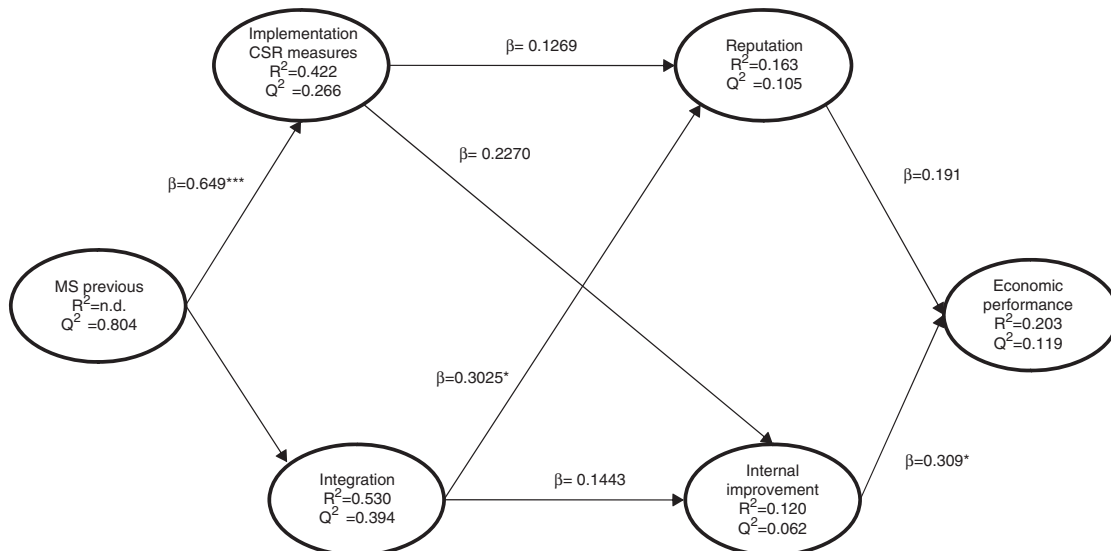 Implementation
CSR measures
R²=0.422
Q² =0.266
β= 0.1269
Reputation
R²=0.163
Q²=0.105
β= 0.2270
β=0.649***
β=0.191
MS previous
R²=n.d.
Q² =0.804
Economic
performance
R²=0.203
Q²=0.119
β=0.3025*
Integration
R²=0.530
Q² =0.394
β= 0.1443
Internal
improvement
R²=0.120
Q²=0.062
β=0.309*